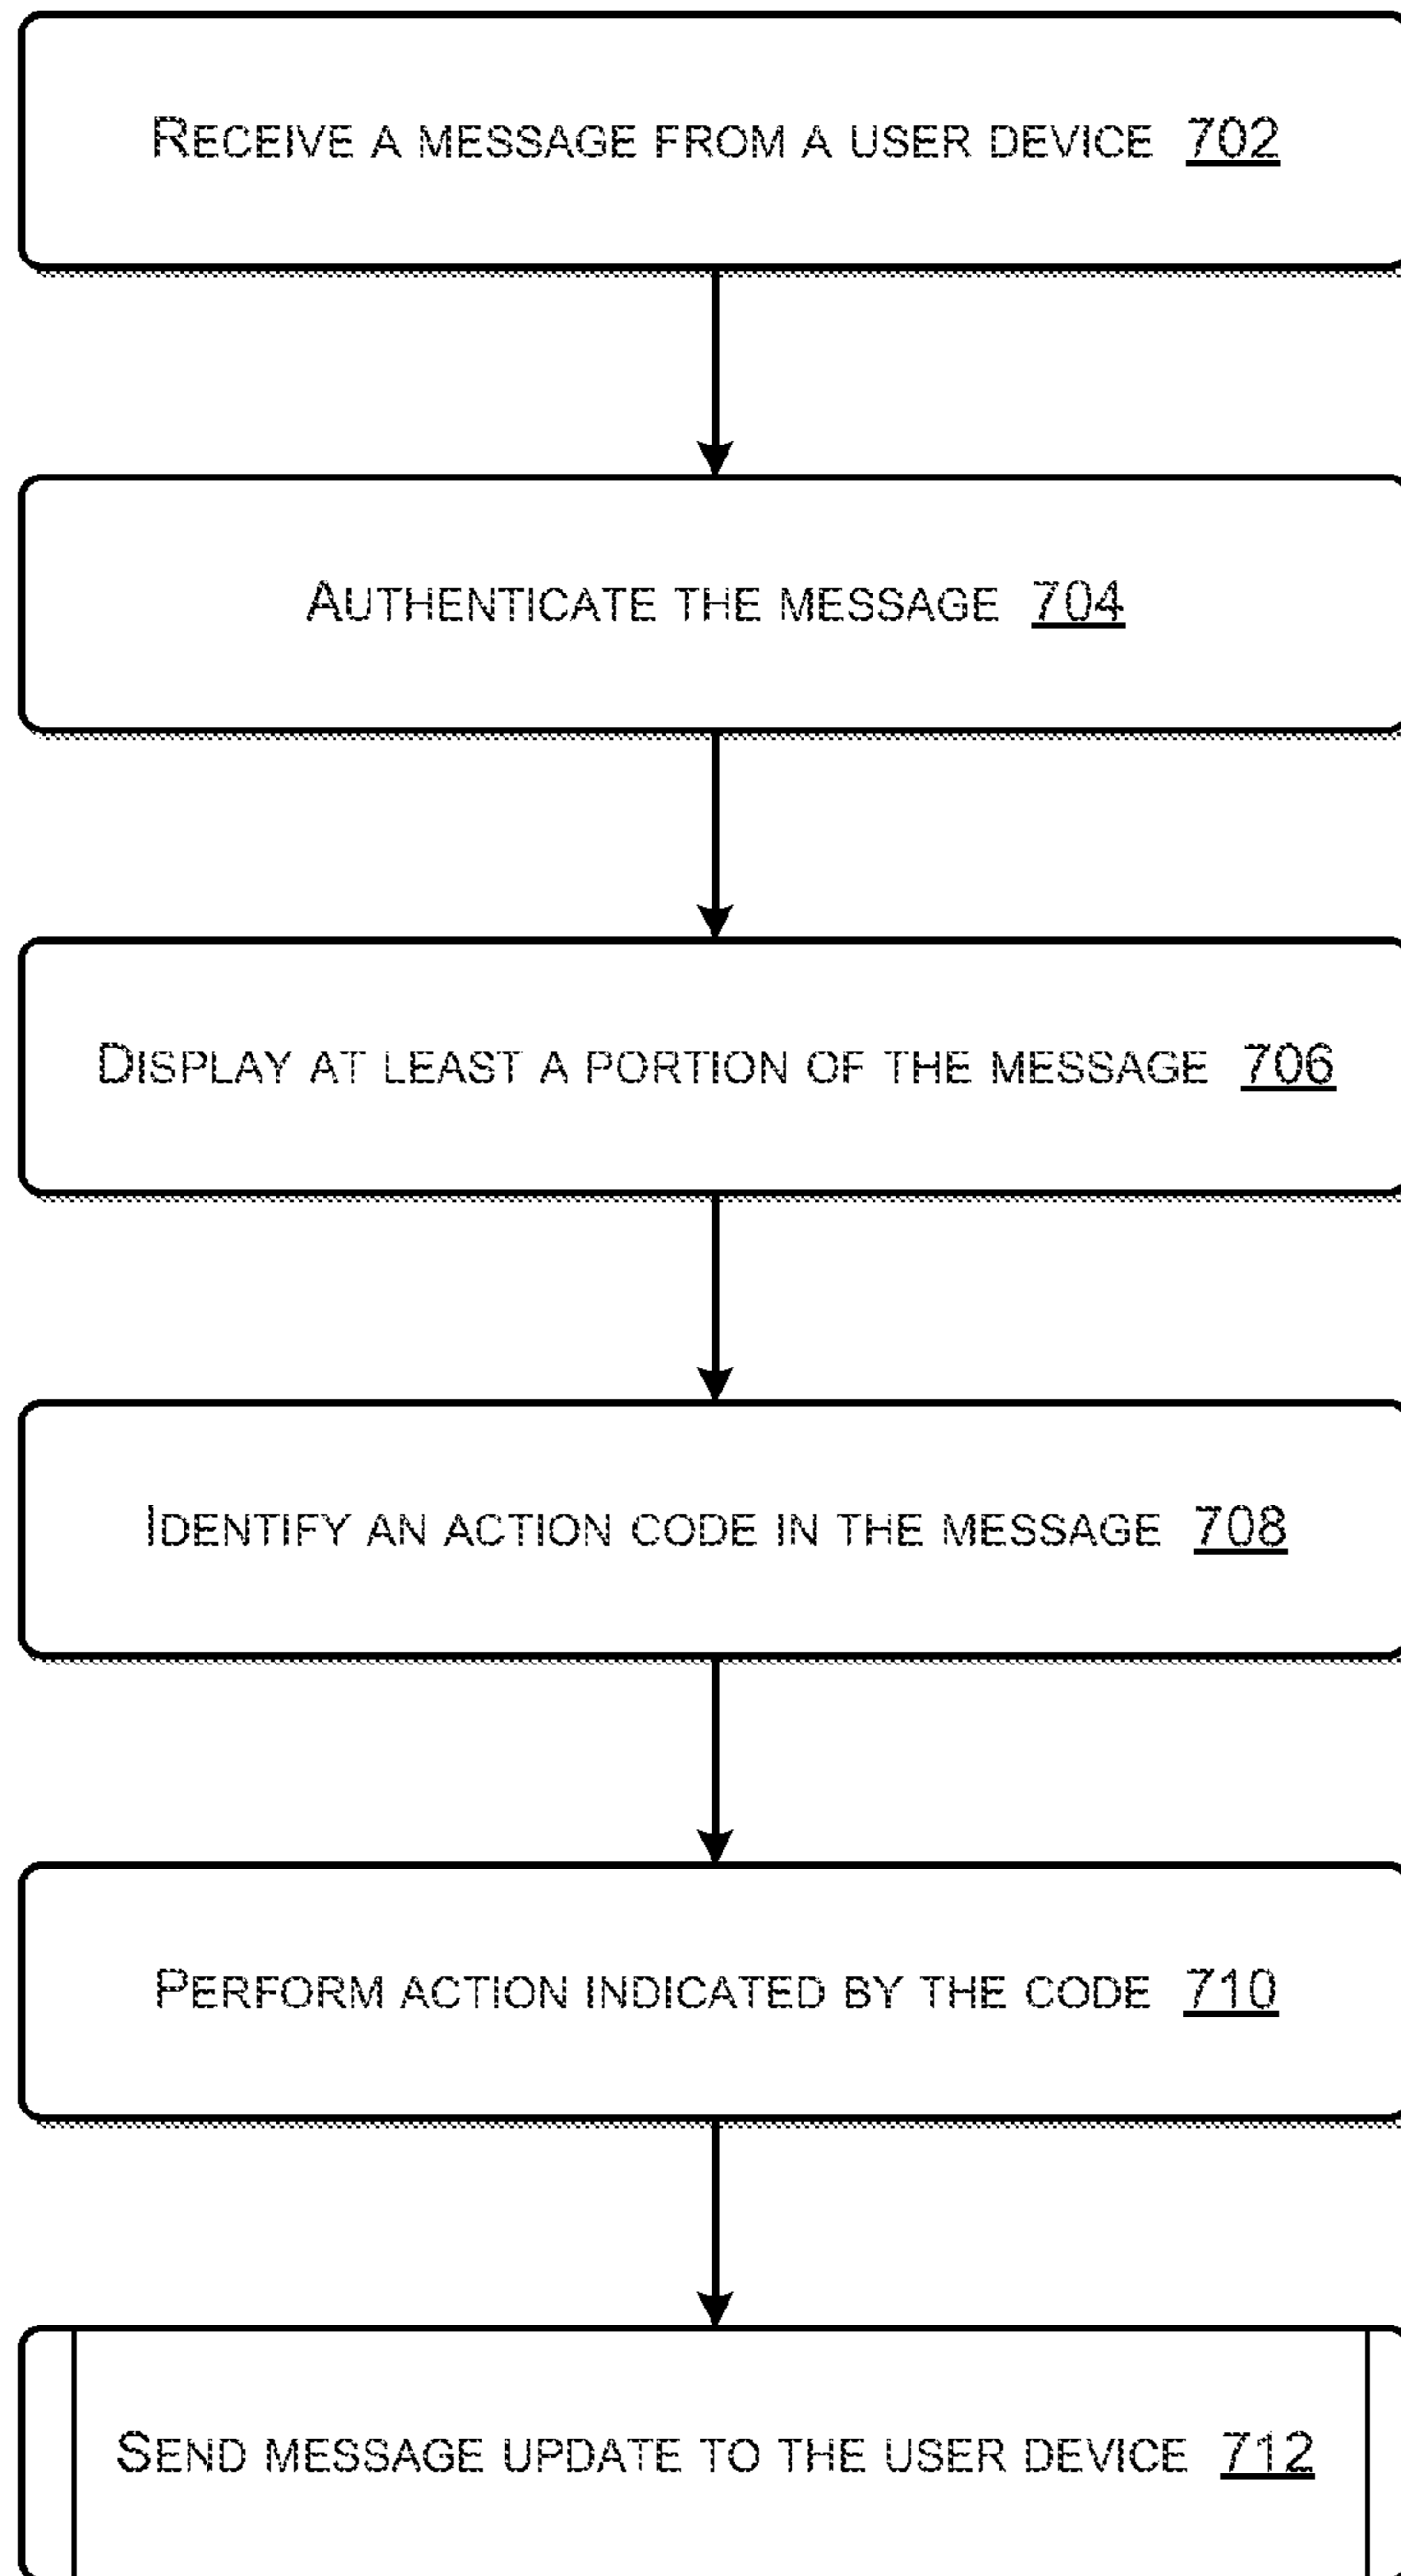 RECEIVE A MESSAGE FROM A USER DEVICE 702
AUTHENTICATE THE MESSAGE 704
DISPLAY AT LEAST A PORTION OF THE MESSAGE 706
IDENTIFY AN ACTION CODE IN THE MESSAGE 708
PERFORM ACTION INDICATED BY THE CODE 710
SEND MESSAGE UPDATE TO THE USER DEVICE 712